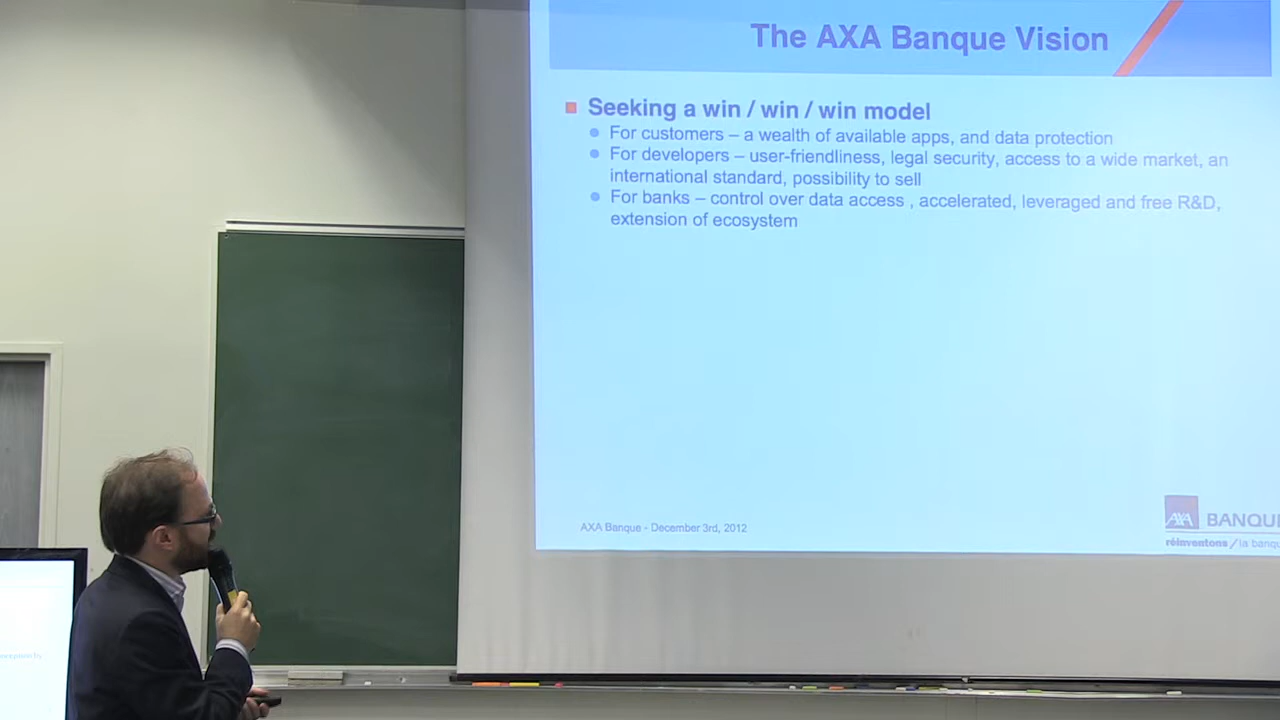 The AXA Banque Vision
Seeking a win / win / win model
For customers – a wealth of available apps, and data protection
For developers – user-friendliness, legal security, access to a wide market, an
international standard, possibility to sell
For banks – control over data access , accelerated, leveraged and free R&D,
extension of ecosystem
AXA Banque - December 3rd, 2012
AXA
BANQUE
réinventons / la banqu